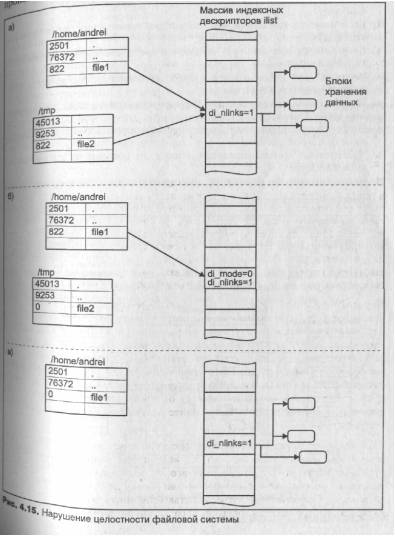 а)
Массив индексных
дескрипторов ilist
/home/andrei
2501 .
76372 ..
822 file1
Блоки
хранения
данных
/tmp
45013 .
9253 ..
822 file2
di_nlinks=1
б)
/home/andrei
2501 .
76372 ..
822 file1
di_mode=0
di_nlinks=1
/tmp
45013 .
9253 ..
0 file2
в)
/home/andrei
2501 .
76372 ..
0 file1
di_nlinks=1
Рис. 4.15. Нарушение целостности файловой системы